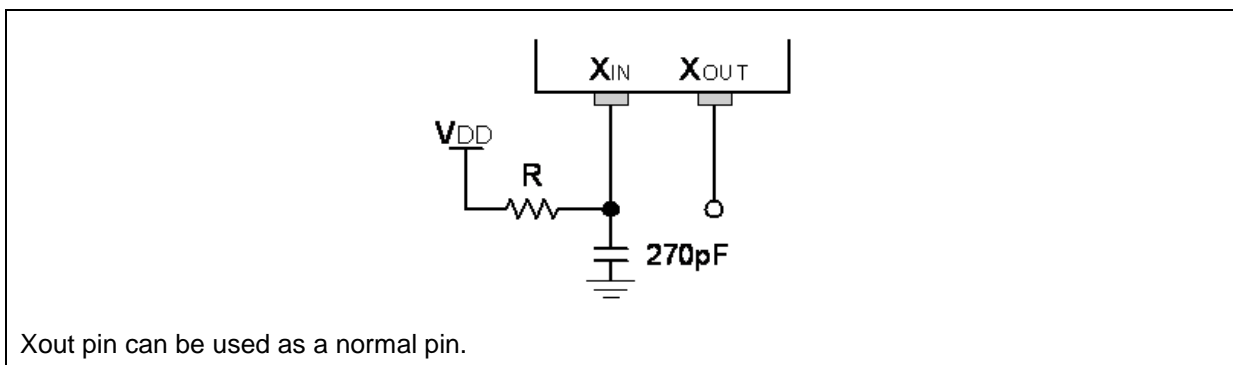 XIN XOUT
VDD
R
270pF
Xout pin can be used as a normal pin.